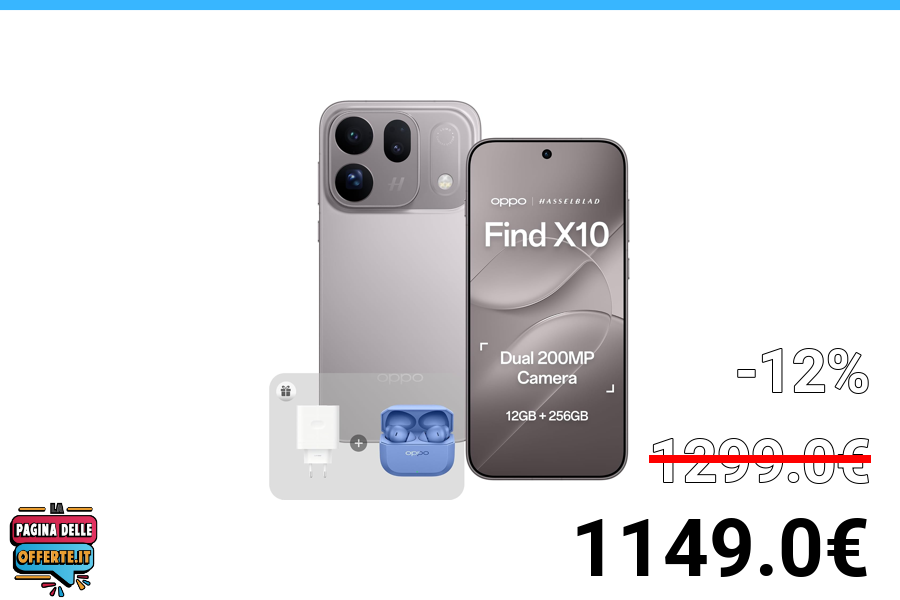 oppo | HASSELBLAD
Find X10
Dual 200MP
Camera
12GB + 256GB
oppo
H
+
oppo
-12%
1299.0€
1149.0€
LA
PAGINA DELLE
OFFERTE.IT